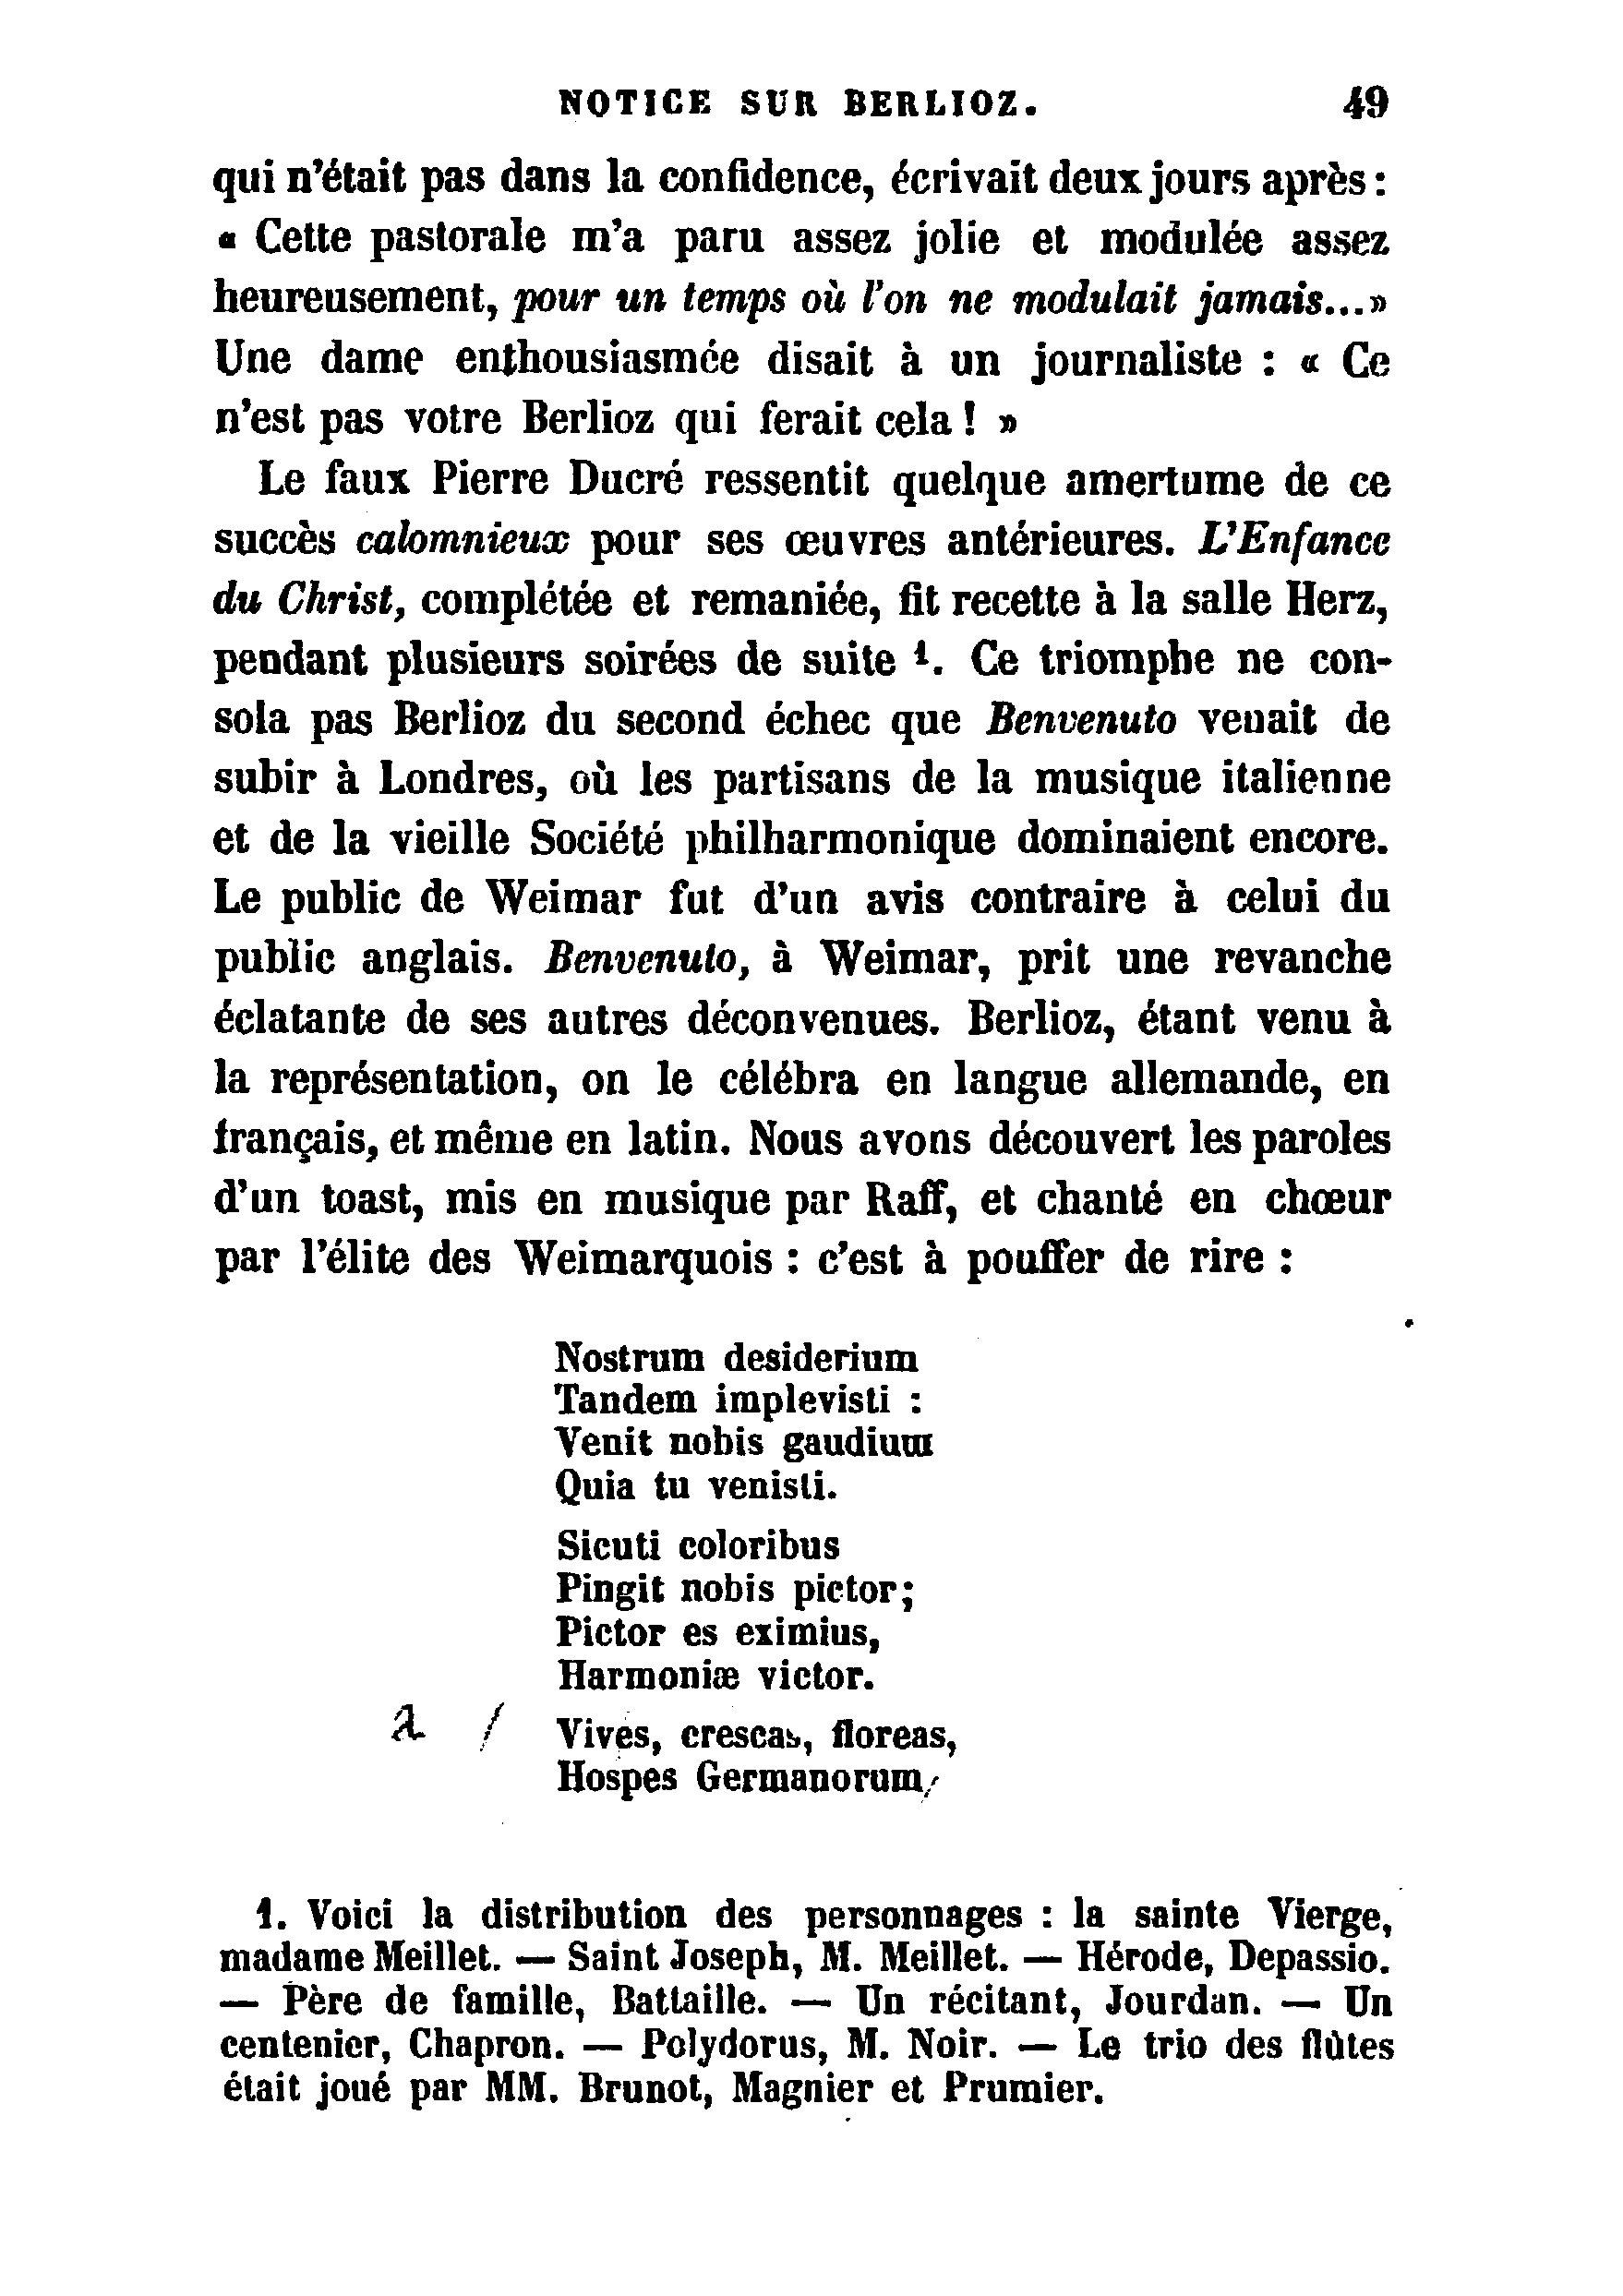 NOTICE SUR BERLIOZ. 49
qui n'était pas dans la confidence, écrivait deux jours après :
« Cette pastorale m'a paru assez jolie et modulée assez
heureusement, pour un temps où l'on ne modulait jamais... »
Une dame enthousiasmée disait à un journaliste : « Ce
n'est pas votre Berlioz qui ferait cela ! »
Le faux Pierre Ducré ressentit quelque amertume de ce
succès calomnieux pour ses œuvres antérieures. L'Enfance
du Christ, complétée et remaniée, fit recette à la salle Herz,
pendant plusieurs soirées de suite 1. Ce triomphe ne con-
sola pas Berlioz du second échec que Benvenuto venait de
subir à Londres, où les partisans de la musique italienne
et de la vieille Société philharmonique dominaient encore.
Le public de Weimar fut d'un avis contraire à celui du
public anglais. Benvenuto, à Weimar, prit une revanche
éclatante de ses autres déconvenues. Berlioz, étant venu à
la représentation, on le célébra en langue allemande, en
français, et même en latin. Nous avons découvert les paroles
d'un toast, mis en musique par Raff, et chanté en chœur
par l'élite des Weimarquois : c'est à pouffer de rire :
Nostrum desiderium
Tandem implevisti :
Venit nobis gaudium
Quia tu venisti.
Sicuti coloribus
Pingit nobis pictor;
Pictor es eximius,
Harmoniæ victor.
a / Vives, crescas, floreas,
Hospes Germanorum,
1. Voici la distribution des personnages : la sainte Vierge,
madame Meillet. — Saint Joseph, M. Meillet. — Hérode, Depassio.
— Père de famille, Battaille. — Un récitant, Jourdan. — Un
centenier, Chapron. — Polydorus, M. Noir. — Le trio des flûtes
était joué par MM. Brunot, Magnier et Prumier.